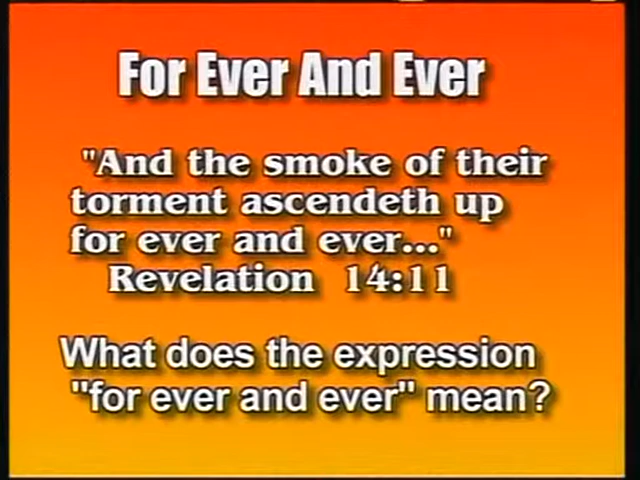 For Ever And Ever
"And the smoke of their
torment ascendeth up
for ever and ever..."
Revelation 14:11
What does the expression
"for ever and ever" mean?